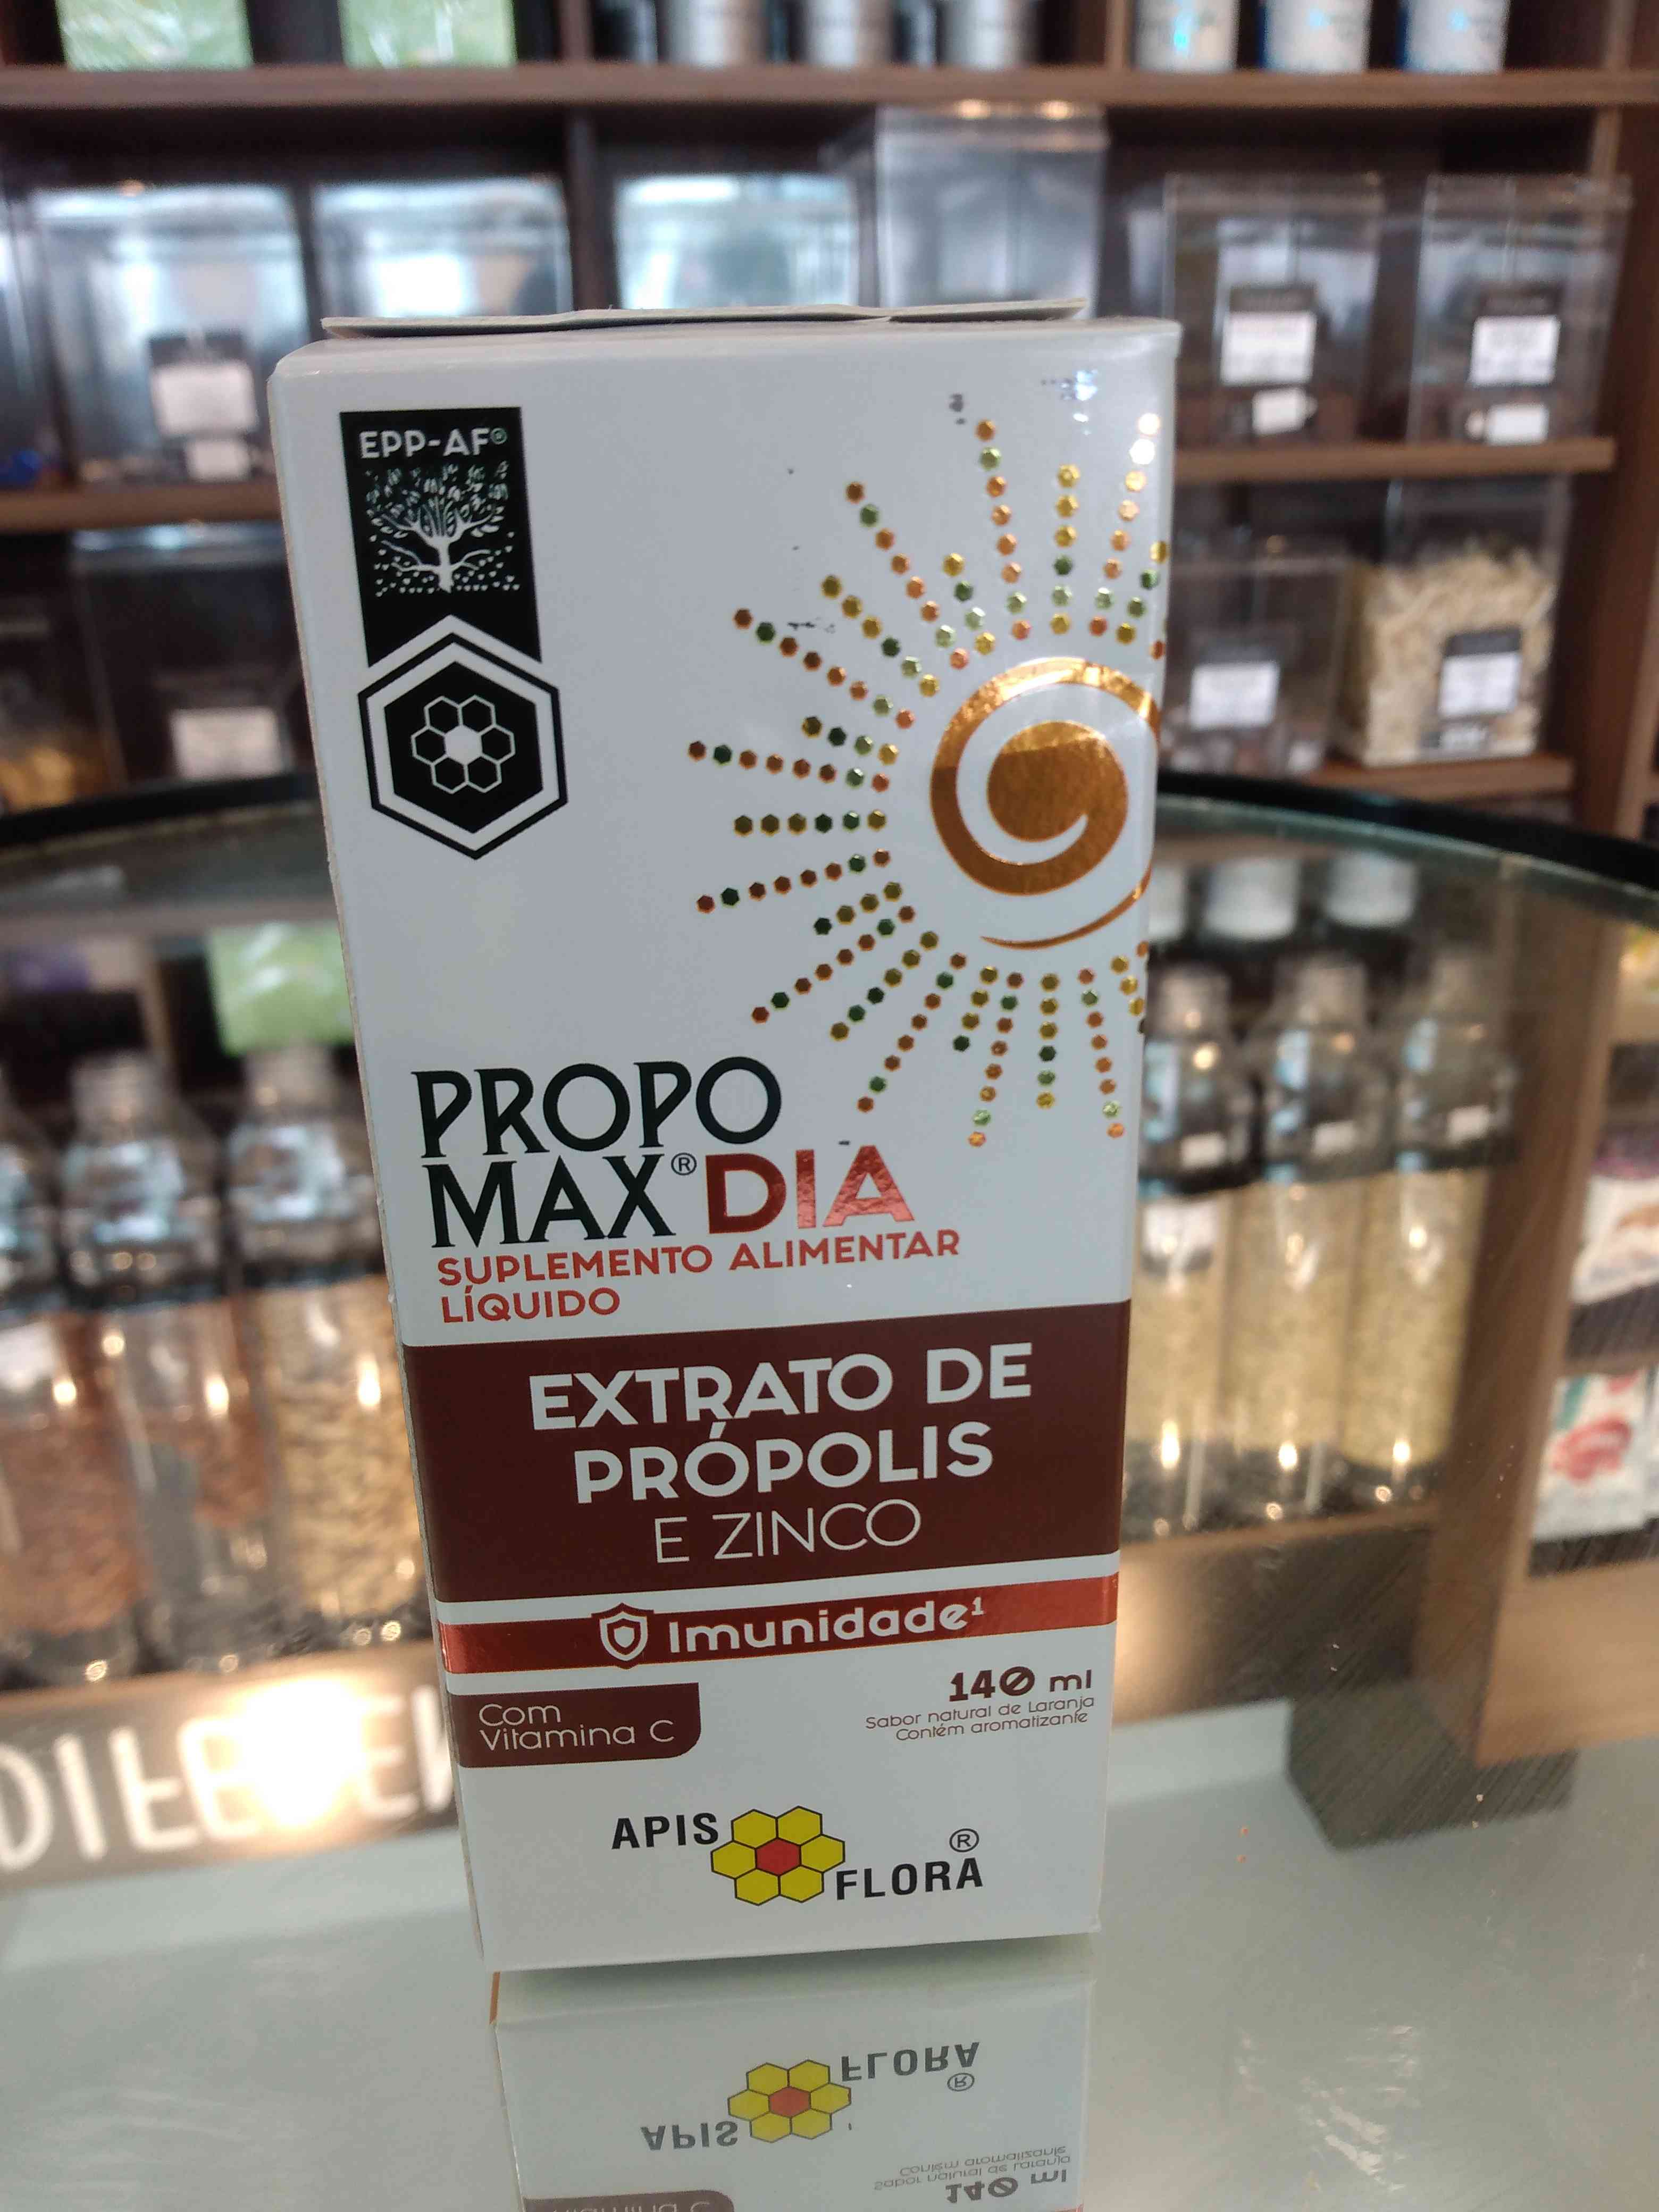 EPP-AF®
PROPO
MAX® DIA
SUPLEMENTO ALIMENTAR
LÍQUIDO
EXTRATO DE
PRÓPOLIS
E ZINCO
Imunidade¹
Com
Vitamina C
140 ml
Sabor natural de Laranja
Contém aromatizante
APIS
FLORA®